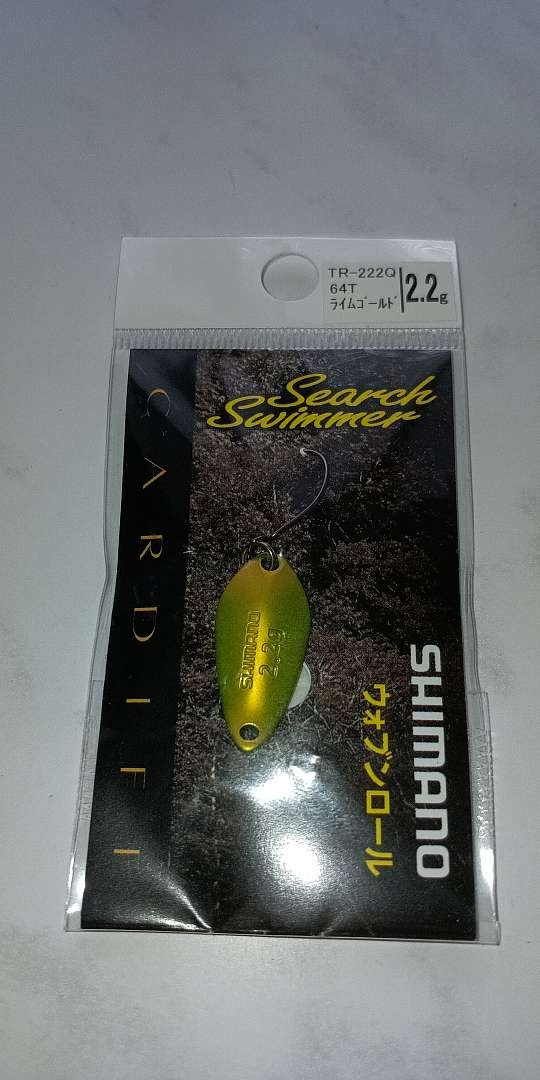 TR-222Q
64T
ライムゴールド
2.2g
Search
Swimmer
CARDIFF
SHIMANO
2.2g
SHIMANO
ウォブンロール